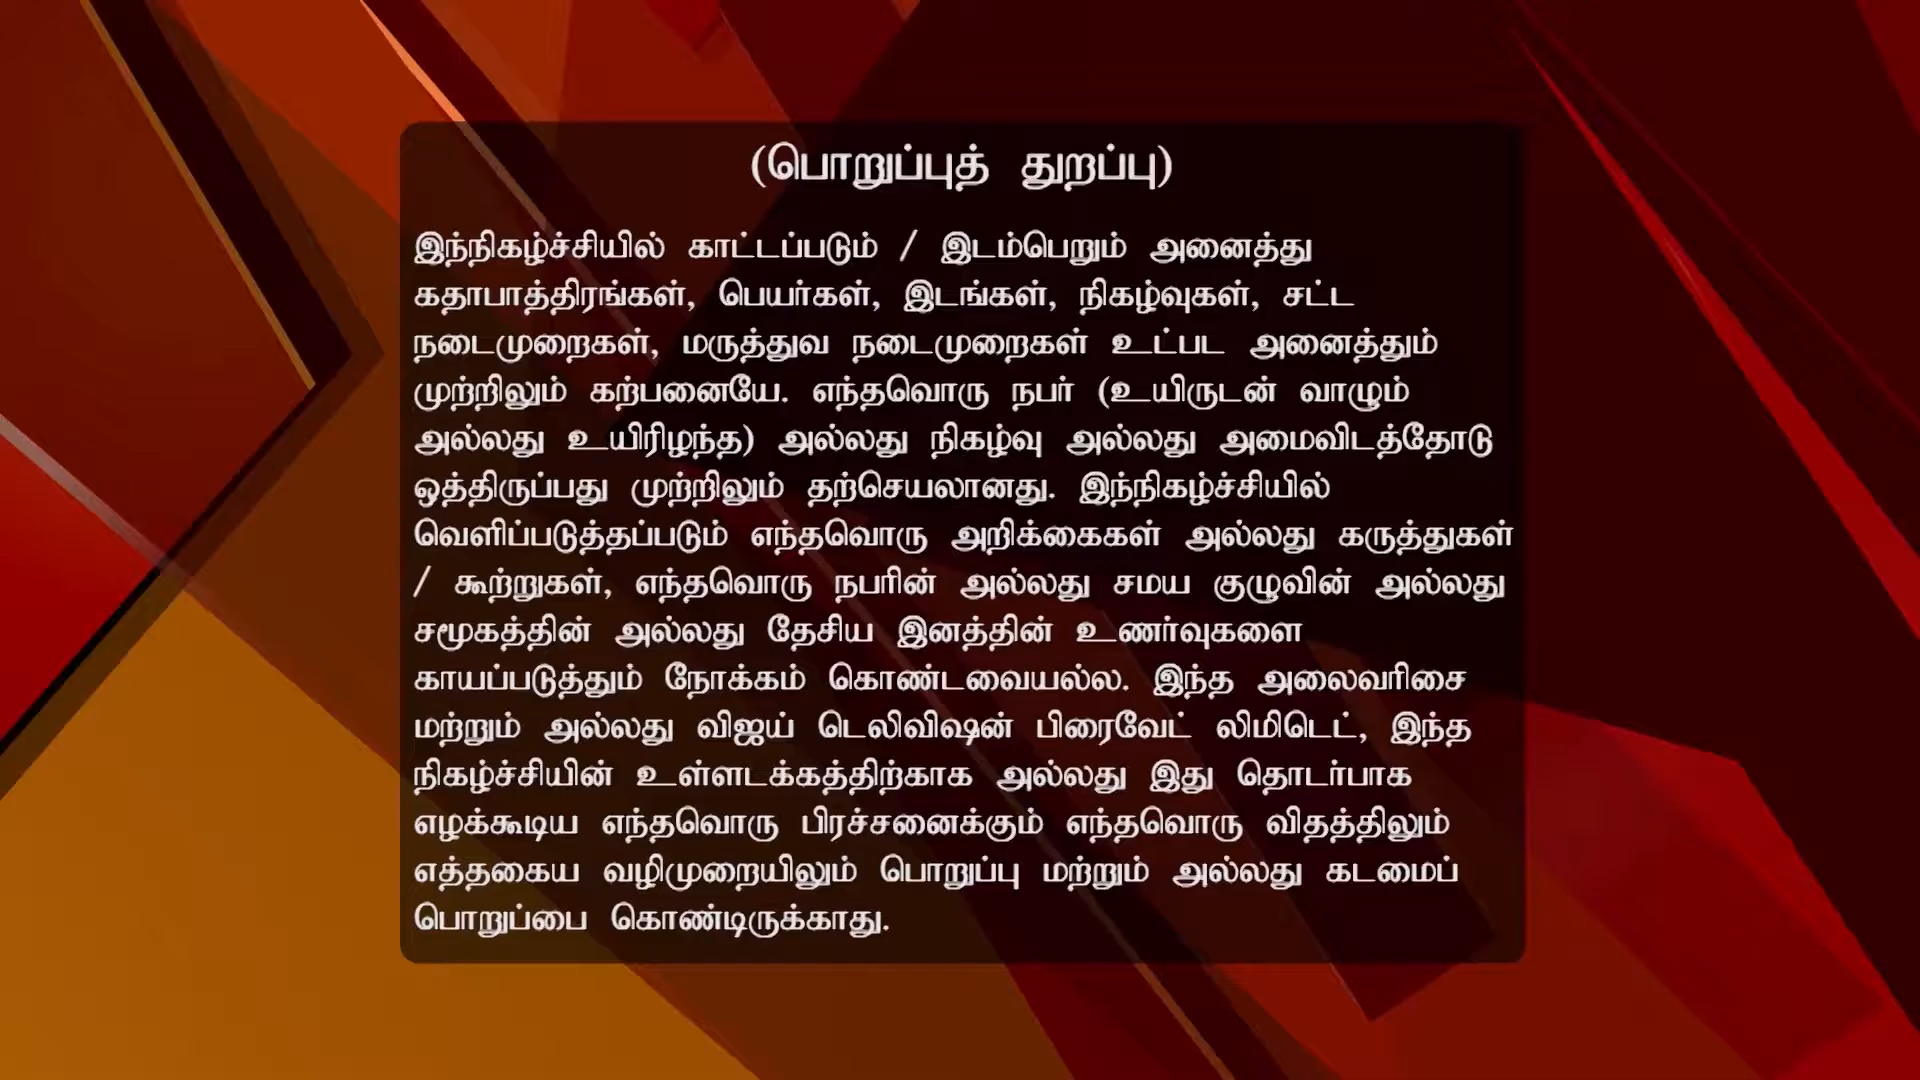 (பொறுப்புத் துறப்பு)
இந்நிகழ்ச்சியில் காட்டப்படும் / இடம்பெறும் அனைத்து
கதாபாத்திரங்கள், பெயர்கள், இடங்கள், நிகழ்வுகள், சட்ட
நடைமுறைகள், மருத்துவ நடைமுறைகள் உட்பட அனைத்தும்
முற்றிலும் கற்பனையே. எந்தவொரு நபர் (உயிருடன் வாழும்
அல்லது உயிரிழந்த) அல்லது நிகழ்வு அல்லது அமைவிடத்தோடு
ஒத்திருப்பது முற்றிலும் தற்செயலானது. இந்நிகழ்ச்சியில்
வெளிப்படுத்தப்படும் எந்தவொரு அறிக்கைகள் அல்லது கருத்துகள்
/ கூற்றுகள், எந்தவொரு நபரின் அல்லது சமய குழுவின் அல்லது
சமூகத்தின் அல்லது தேசிய இனத்தின் உணர்வுகளை
காயப்படுத்தும் நோக்கம் கொண்டவையல்ல. இந்த அலைவரிசை
மற்றும் அல்லது விஜய் டெலிவிஷன் பிரைவேட் லிமிடெட், இந்த
நிகழ்ச்சியின் உள்ளடக்கத்திற்காக அல்லது இது தொடர்பாக
எழக்கூடிய எந்தவொரு பிரச்சனைக்கும் எந்தவொரு விதத்திலும்
எத்தகைய வழிமுறையிலும் பொறுப்பு மற்றும் அல்லது கடமைப்
பொறுப்பை கொண்டிருக்காது.